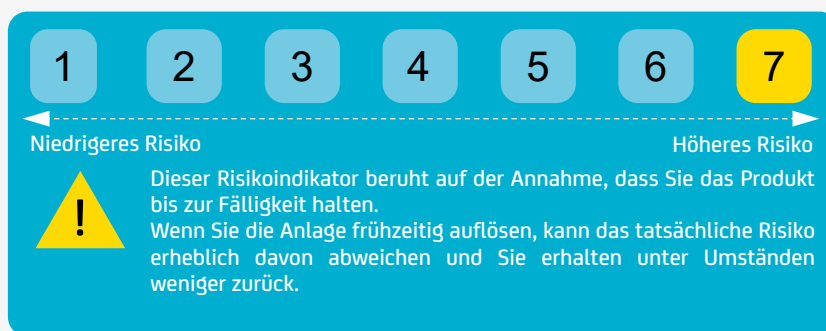 1 2 3 4 5 6 7
Niedrigeres Risiko Höheres Risiko
!
Dieser Risikoindikator beruht auf der Annahme, dass Sie das Produkt
bis zur Fälligkeit halten.
Wenn Sie die Anlage frühzeitig auflösen, kann das tatsächliche Risiko
erheblich davon abweichen und Sie erhalten unter Umständen
weniger zurück.